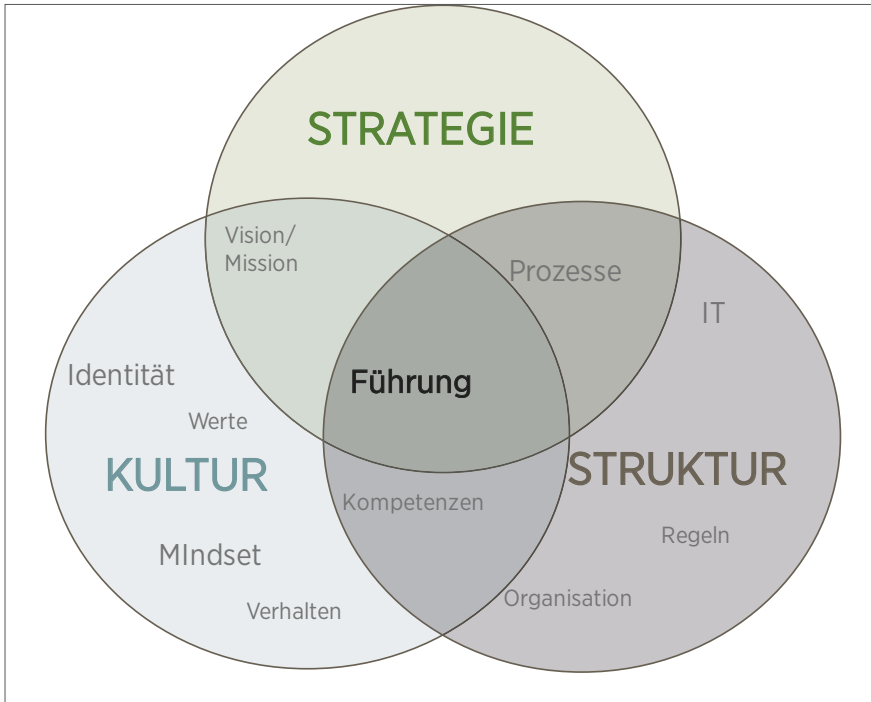 STRATEGIE
Vision/
Mission
Prozesse
IT
Identität
Führung
Werte
KULTUR
STRUKTUR
Kompetenzen
Regeln
MIndset
Organisation
Verhalten